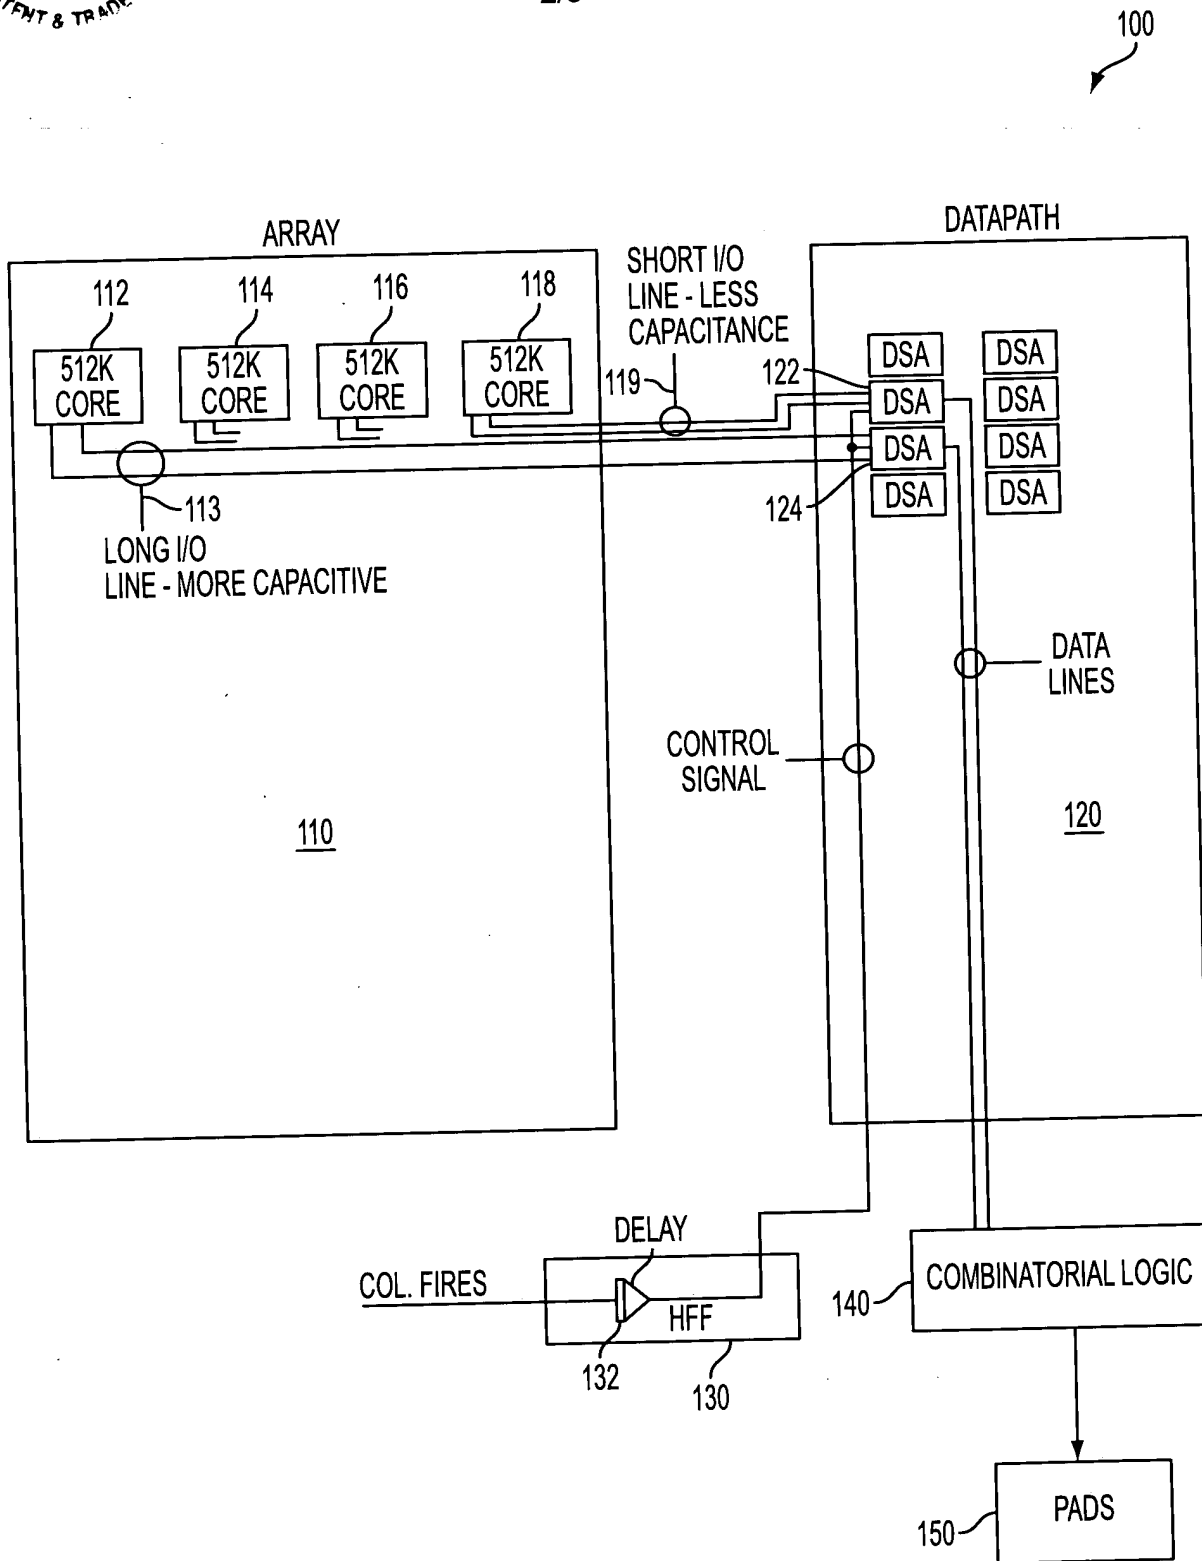 & TRADE
100
ARRAY
DATAPATH
112
114
116
118
SHORT I/O
LINE - LESS
CAPACITANCE
512K
CORE
512K
CORE
512K
CORE
512K
CORE
119
122
DSA
DSA
DSA
DSA
DSA
DSA
DSA
DSA
124
113
LONG I/O
LINE - MORE CAPACITIVE
DATA
LINES
CONTROL
SIGNAL
110
120
DELAY
COL. FIRES
HFF
132
130
COMBINATORIAL LOGIC
140
PADS
150